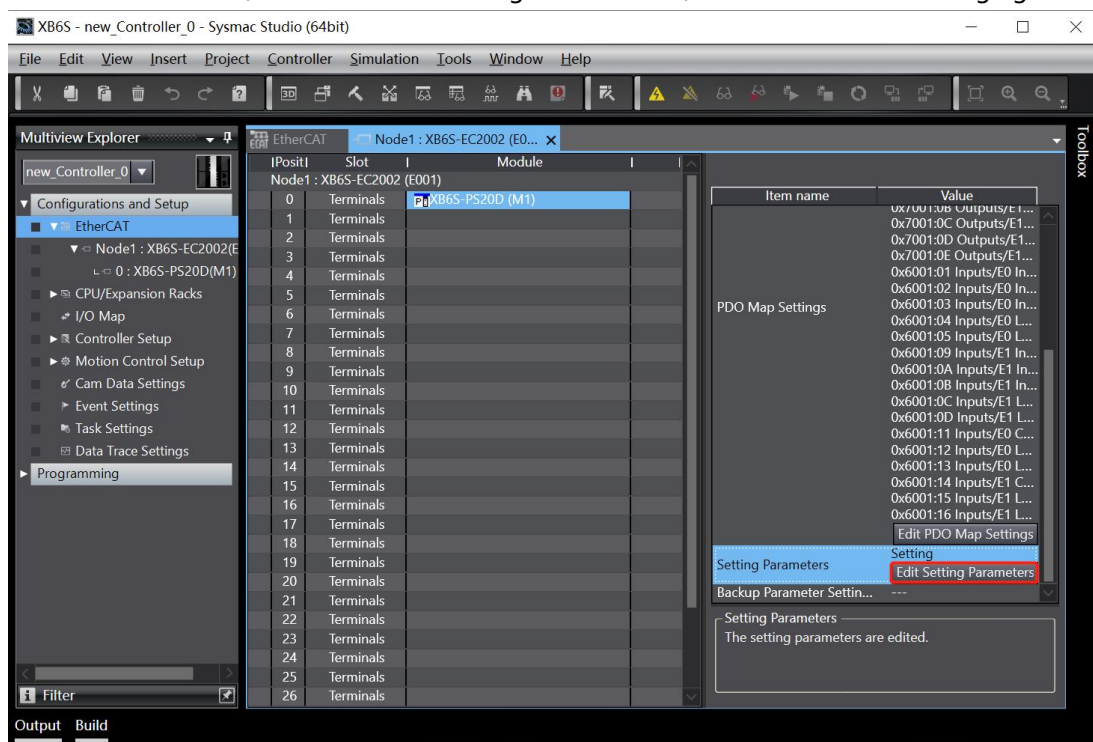 XB6S - new_Controller_0 - Sysmac Studio (64bit)
File Edit View Insert Project Controller Simulation Tools Window Help
Multiview Explorer
new_Controller_0
Configurations and Setup
EtherCAT
Node1 : XB6S-EC2002(E
0 : XB6S-PS20D(M1)
CPU/Expansion Racks
I/O Map
Controller Setup
Motion Control Setup
Cam Data Settings
Event Settings
Task Settings
Data Trace Settings
Programming
Filter
Output Build
EtherCAT Node1 : XB6S-EC2002 (E0...
Posit Slot Module
Node1 : XB6S-EC2002 (E001)
0 Terminals XB6S-PS20D (M1)
1 Terminals
2 Terminals
3 Terminals
4 Terminals
5 Terminals
6 Terminals
7 Terminals
8 Terminals
9 Terminals
10 Terminals
11 Terminals
12 Terminals
13 Terminals
14 Terminals
15 Terminals
16 Terminals
17 Terminals
18 Terminals
19 Terminals
20 Terminals
21 Terminals
22 Terminals
23 Terminals
24 Terminals
25 Terminals
26 Terminals
Item name Value
0x7001:0B Outputs/E1...
0x7001:0C Outputs/E1...
0x7001:0D Outputs/E1...
0x7001:0E Outputs/E1...
0x6001:01 Inputs/E0 In...
0x6001:02 Inputs/E0 In...
PDO Map Settings 0x6001:03 Inputs/E0 In...
0x6001:04 Inputs/E0 L...
0x6001:05 Inputs/E0 L...
0x6001:09 Inputs/E1 In...
0x6001:0A Inputs/E1 In...
0x6001:0B Inputs/E1 In...
0x6001:0C Inputs/E1 L...
0x6001:0D Inputs/E1 L...
0x6001:11 Inputs/E0 C...
0x6001:12 Inputs/E0 L...
0x6001:13 Inputs/E0 L...
0x6001:14 Inputs/E1 C...
0x6001:15 Inputs/E1 L...
0x6001:16 Inputs/E1 L...
Edit PDO Map Settings
Setting
Setting Parameters Edit Setting Parameters
Backup Parameter Settin... ---
Setting Parameters
The setting parameters are edited.
Toolbox